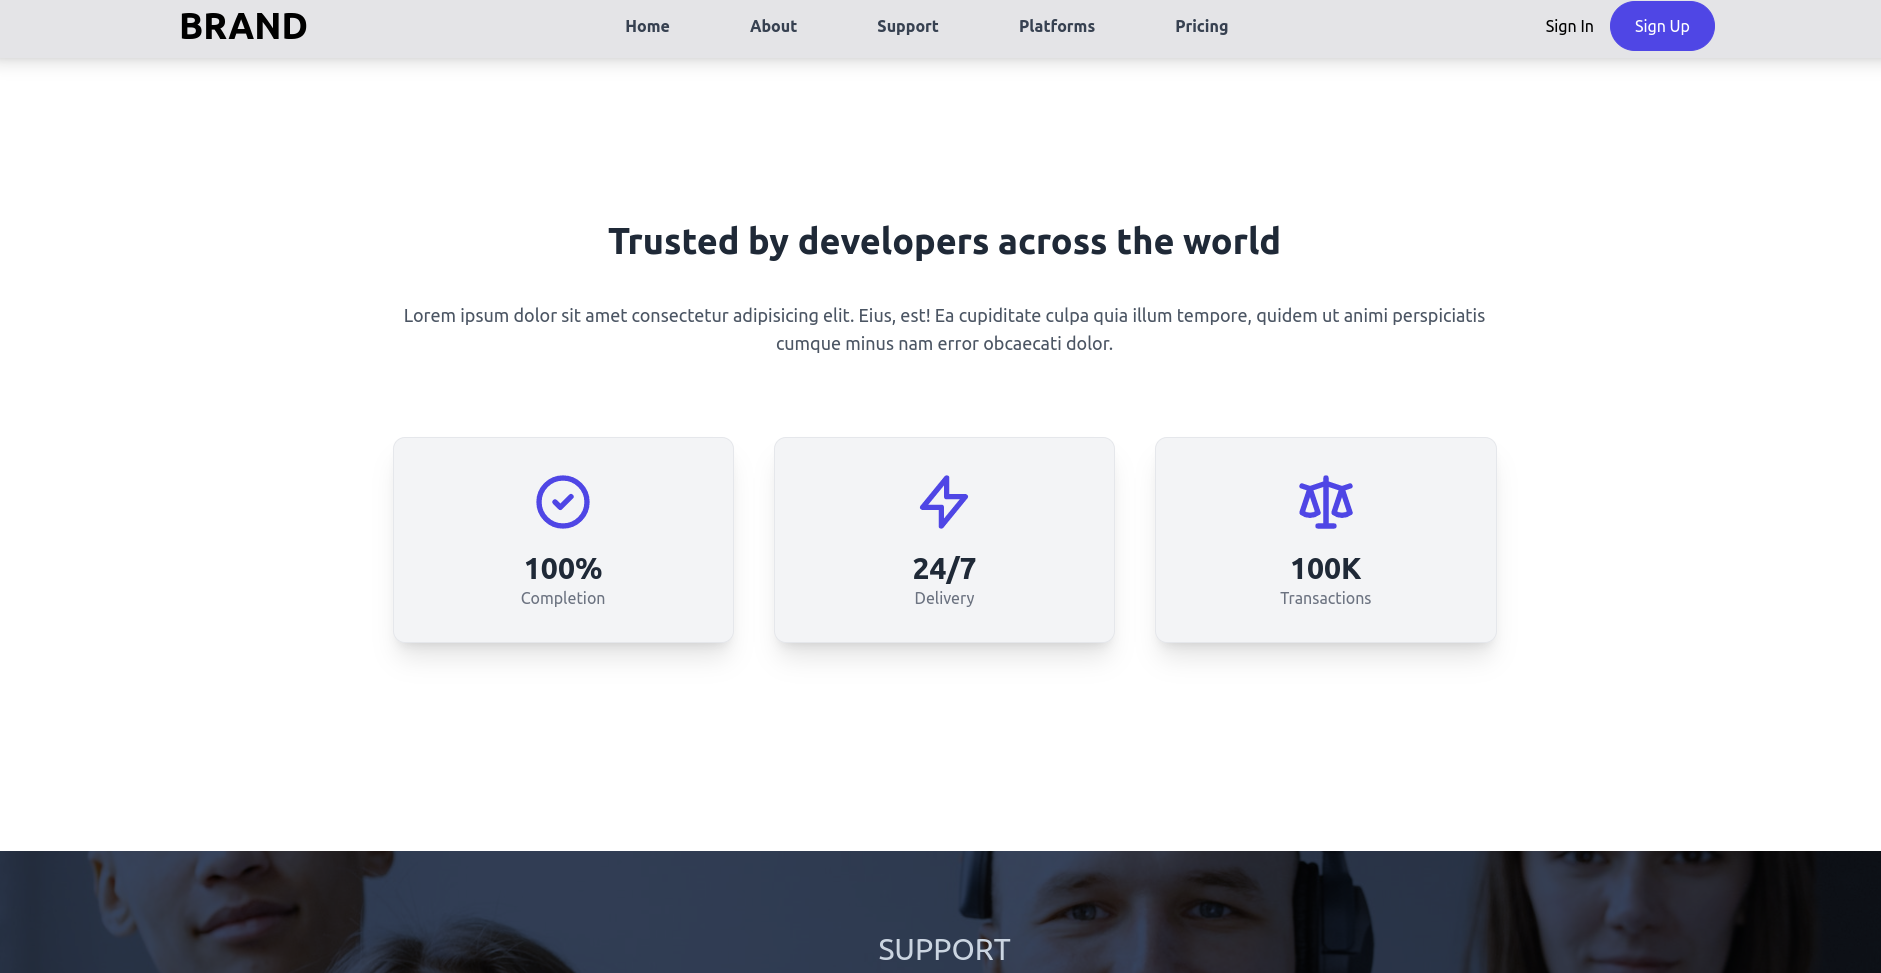 BRAND
Home
About
Support
Platforms
Pricing
Sign In
Sign Up
Trusted by developers across the world
Lorem ipsum dolor sit amet consectetur adipisicing elit. Eius, est! Ea cupiditate culpa quia illum tempore, quidem ut animi perspiciatis
cumque minus nam error obcaecati dolor.
100%
Completion
24/7
Delivery
100K
Transactions
SUPPORT